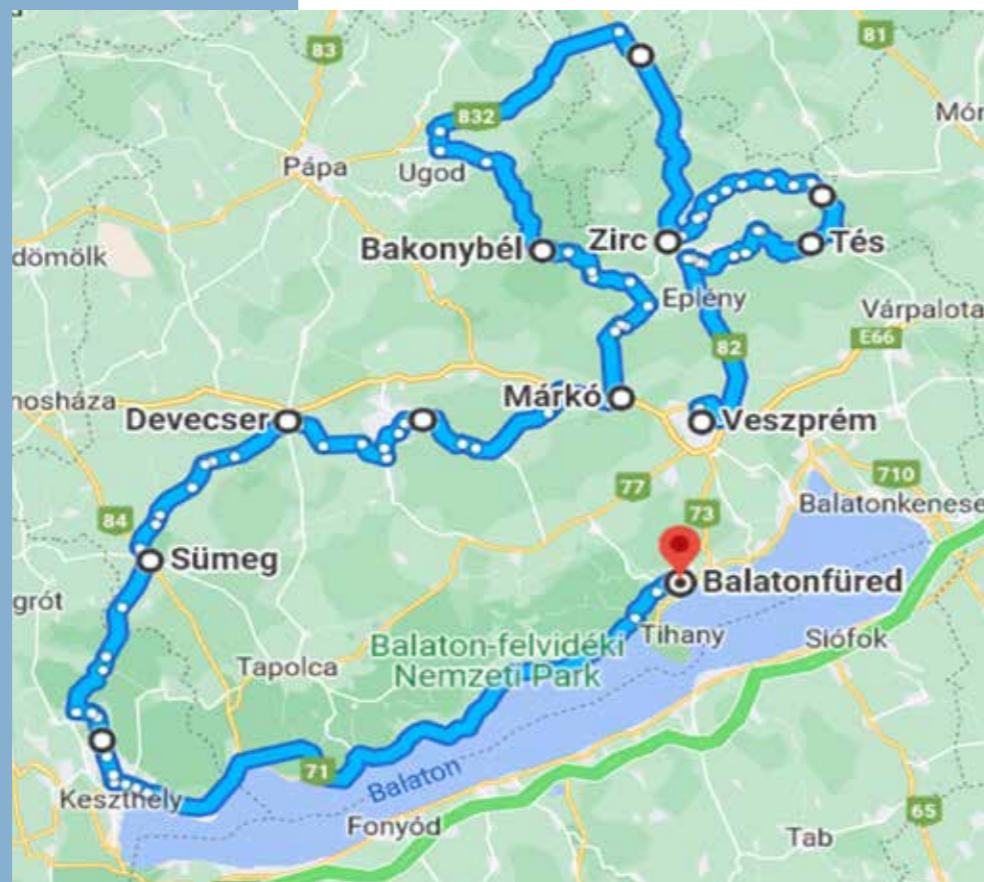 83
81
832
Mór
Pápa
Ugod
Bakonybél
Zirc
Tés
dömölk
Eplény
Várpalota
E66
82
nosháza
Devecser
Márkó
Veszprém
77
710
84
73
Balatonkenese
Sümeg
Balatonfüred
grót
Tihany
Siófok
Balaton-felvidéki
Nemzeti Park
Tapolca
71
Balaton
Keszthely
Fonyód
65
Tab